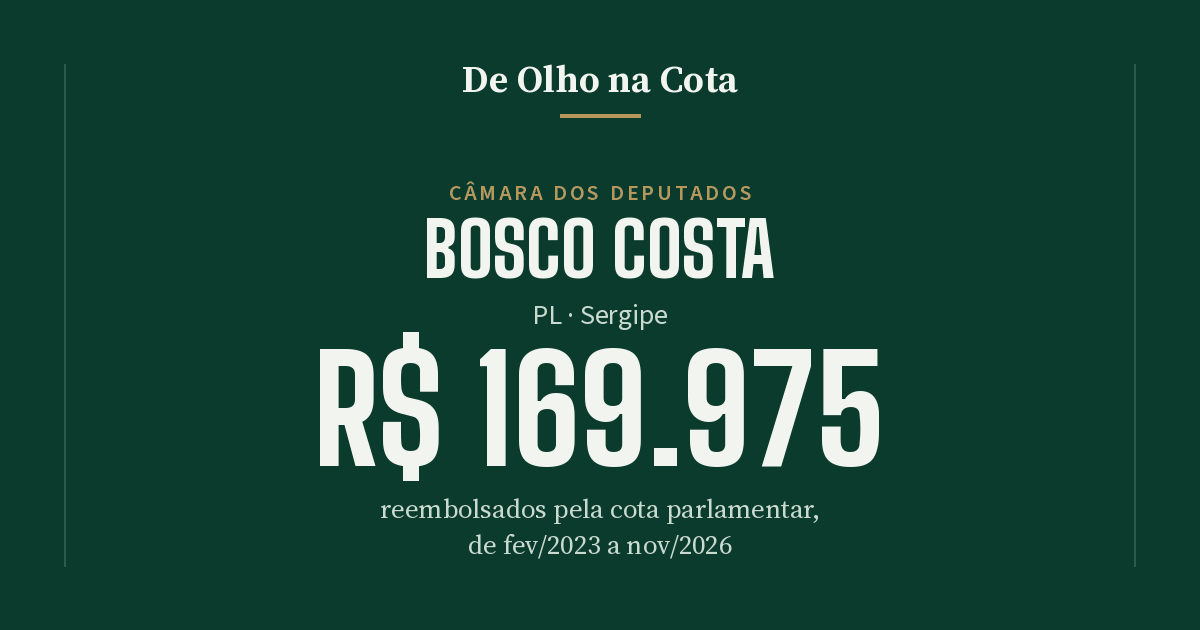 De Olho na Cota
CÂMARA DOS DEPUTADOS
BOSCO COSTA
PL · Sergipe
R$ 169.975
reembolsados pela cota parlamentar,
de fev/2023 a nov/2026